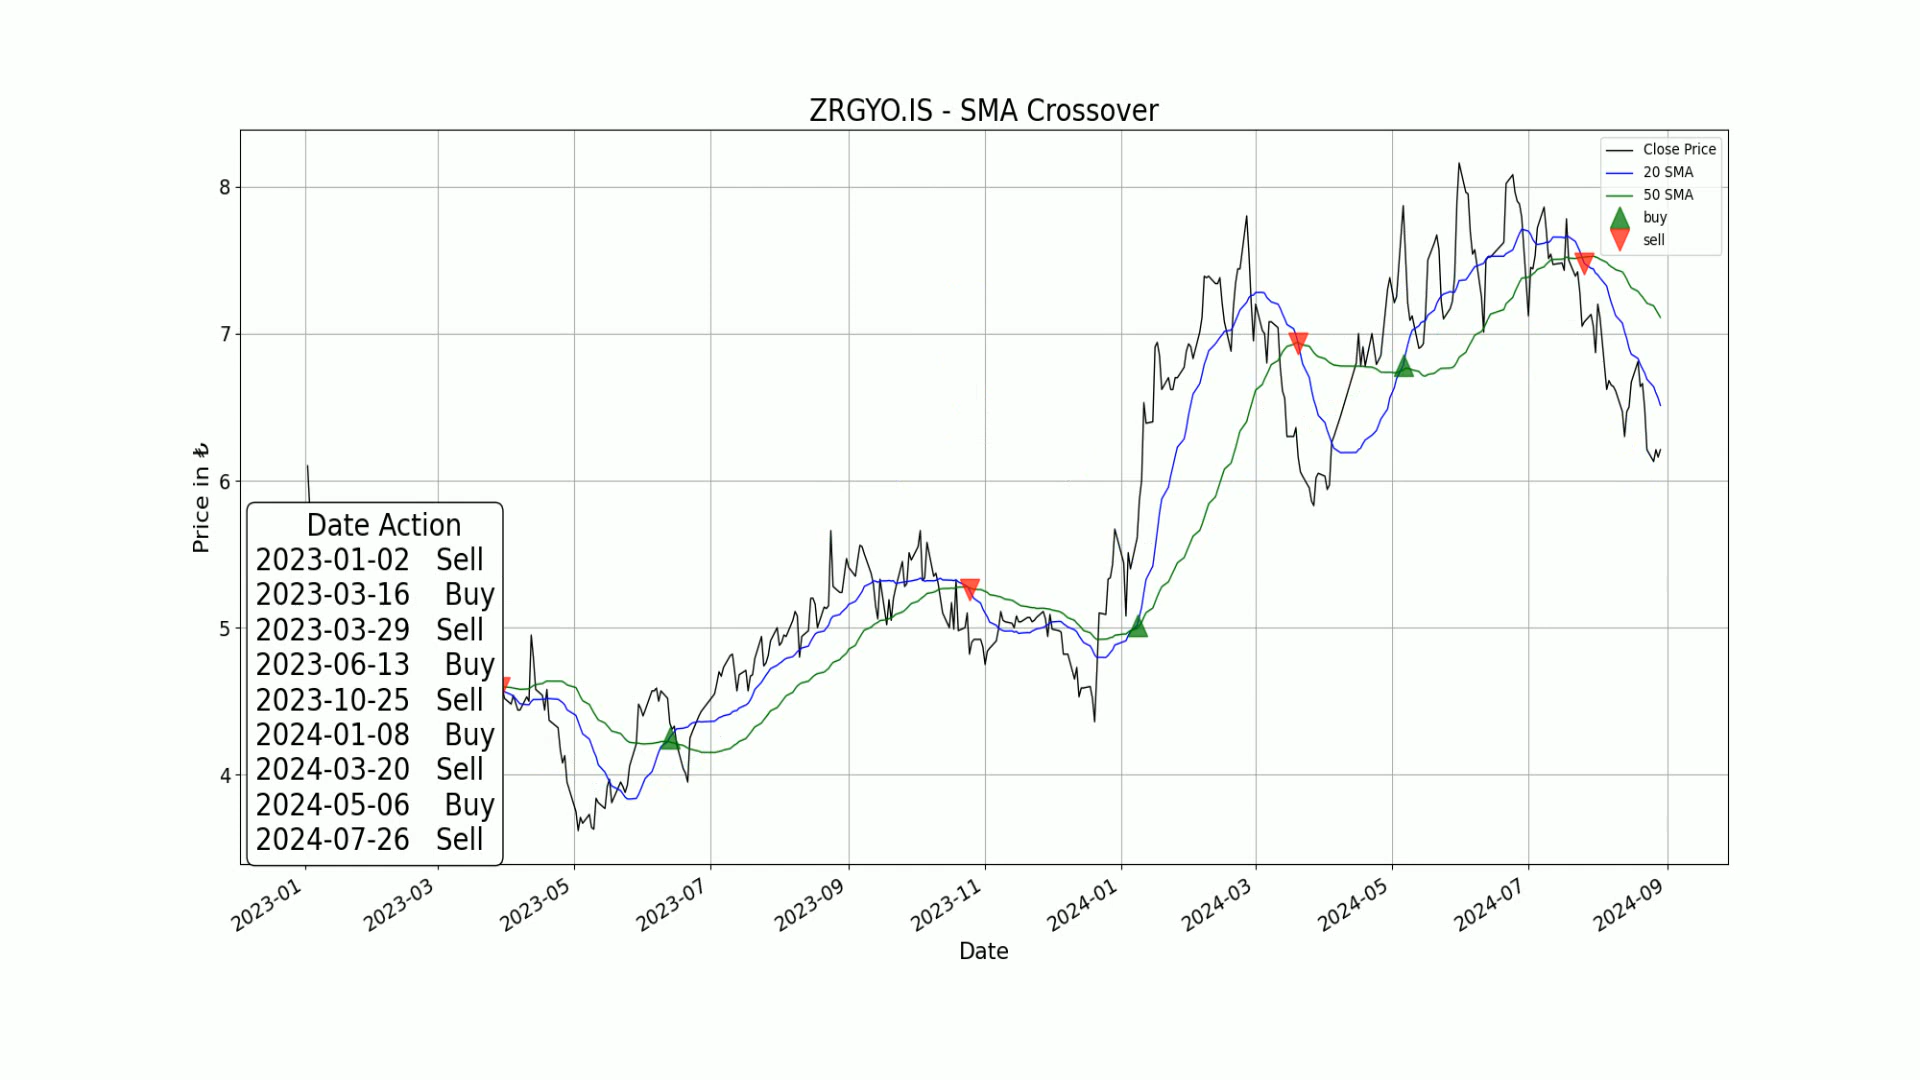 ZRGYO.IS - SMA Crossover
Close Price
20 SMA
50 SMA
buy
sell
8
7
6
5
4
Price in ₺
Date Action
2023-01-02 Sell
2023-03-16 Buy
2023-03-29 Sell
2023-06-13 Buy
2023-10-25 Sell
2024-01-08 Buy
2024-03-20 Sell
2024-05-06 Buy
2024-07-26 Sell
2023-01
2023-03
2023-05
2023-07
2023-09
2023-11
2024-01
2024-03
2024-05
2024-07
2024-09
Date